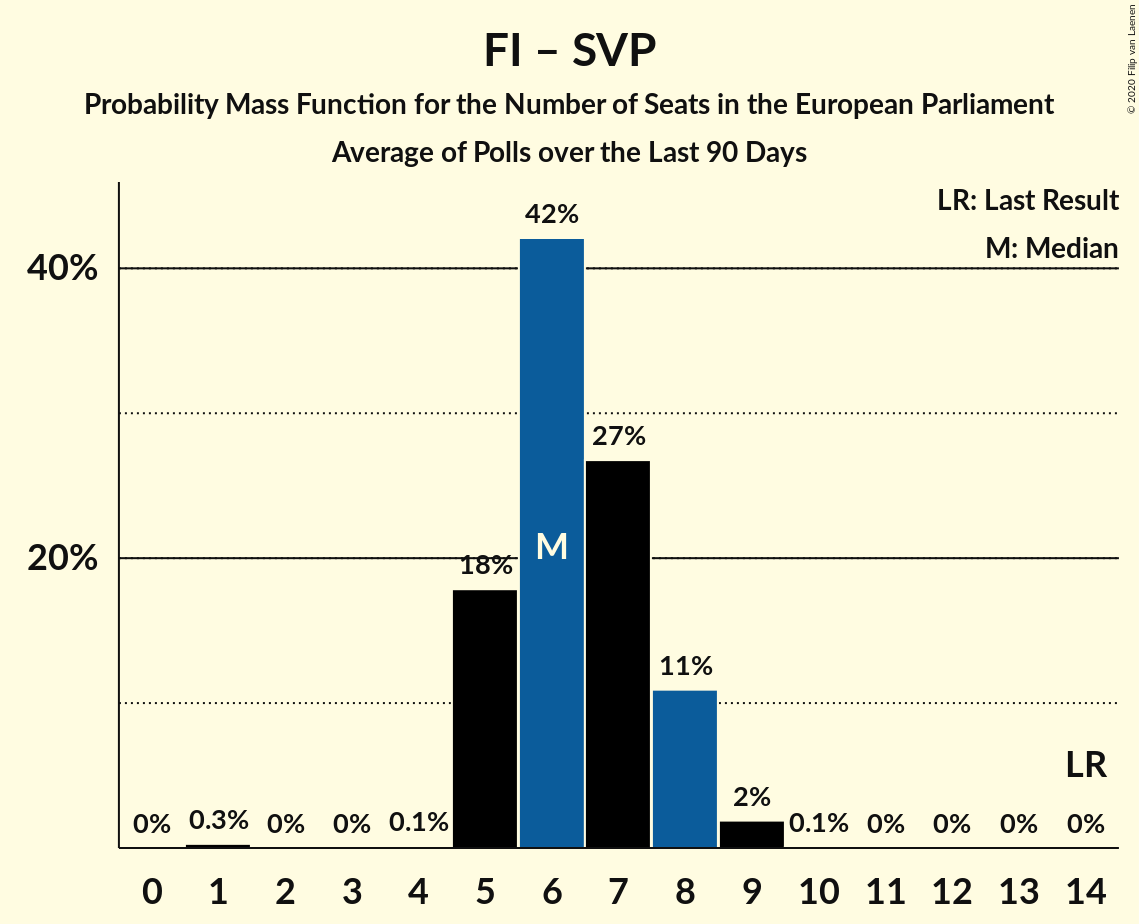 FI – SVP
Probability Mass Function for the Number of Seats in the European Parliament
Average of Polls over the Last 90 Days
© 2020 Filip van Laenen
LR: Last Result
M: Median
40%
20%
0%
0.3%
0%
0%
0.1%
18%
42%
M
27%
11%
2%
0.1%
0%
0%
0%
0%
LR
0 1 2 3 4 5 6 7 8 9 10 11 12 13 14